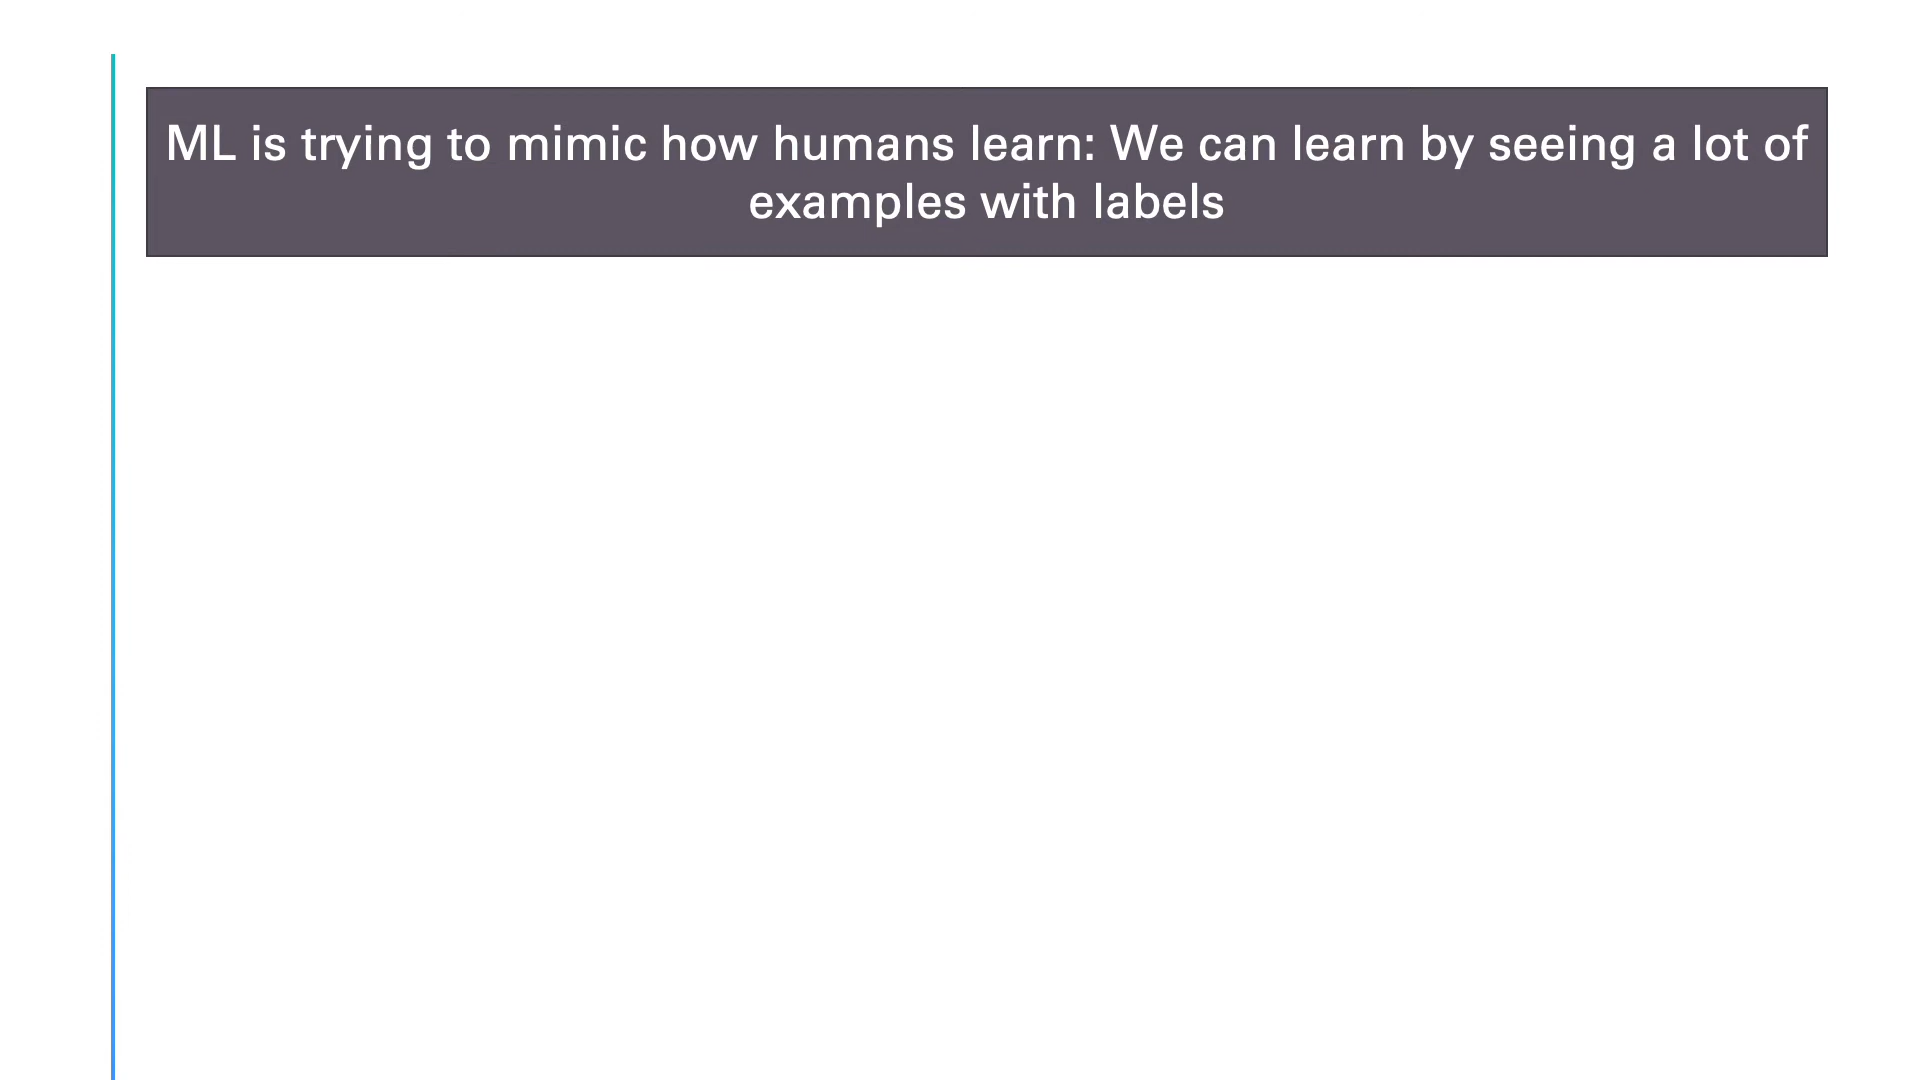 ML is trying to mimic how humans learn: We can learn by seeing a lot of
examples with labels